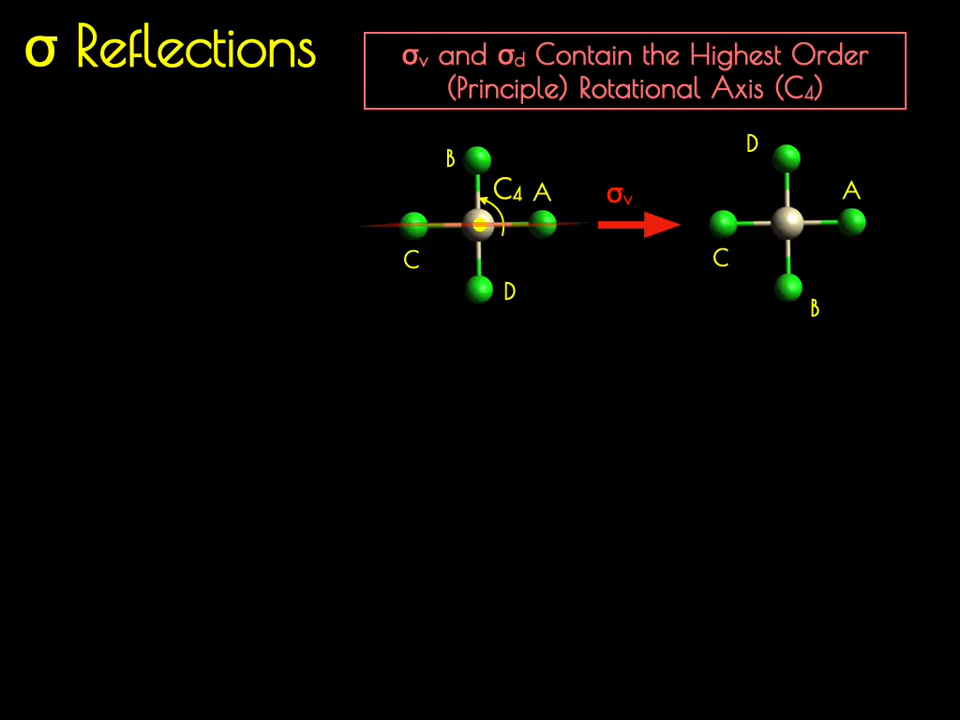 σ Reflections
σv and σd Contain the Highest Order
(Principle) Rotational Axis (C4)
B
C4
A
C
D
σv
D
A
C
B